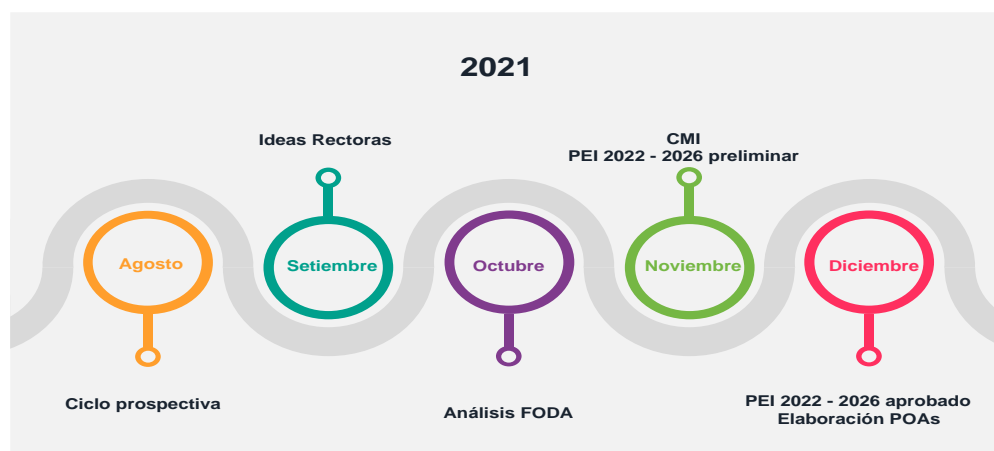 2021
Ideas Rectoras
CMI
PEI 2022 - 2026 preliminar
Agosto
Setiembre
Octubre
Noviembre
Diciembre
Ciclo prospectiva
Análisis FODA
PEI 2022 - 2026 aprobado
Elaboración POAs